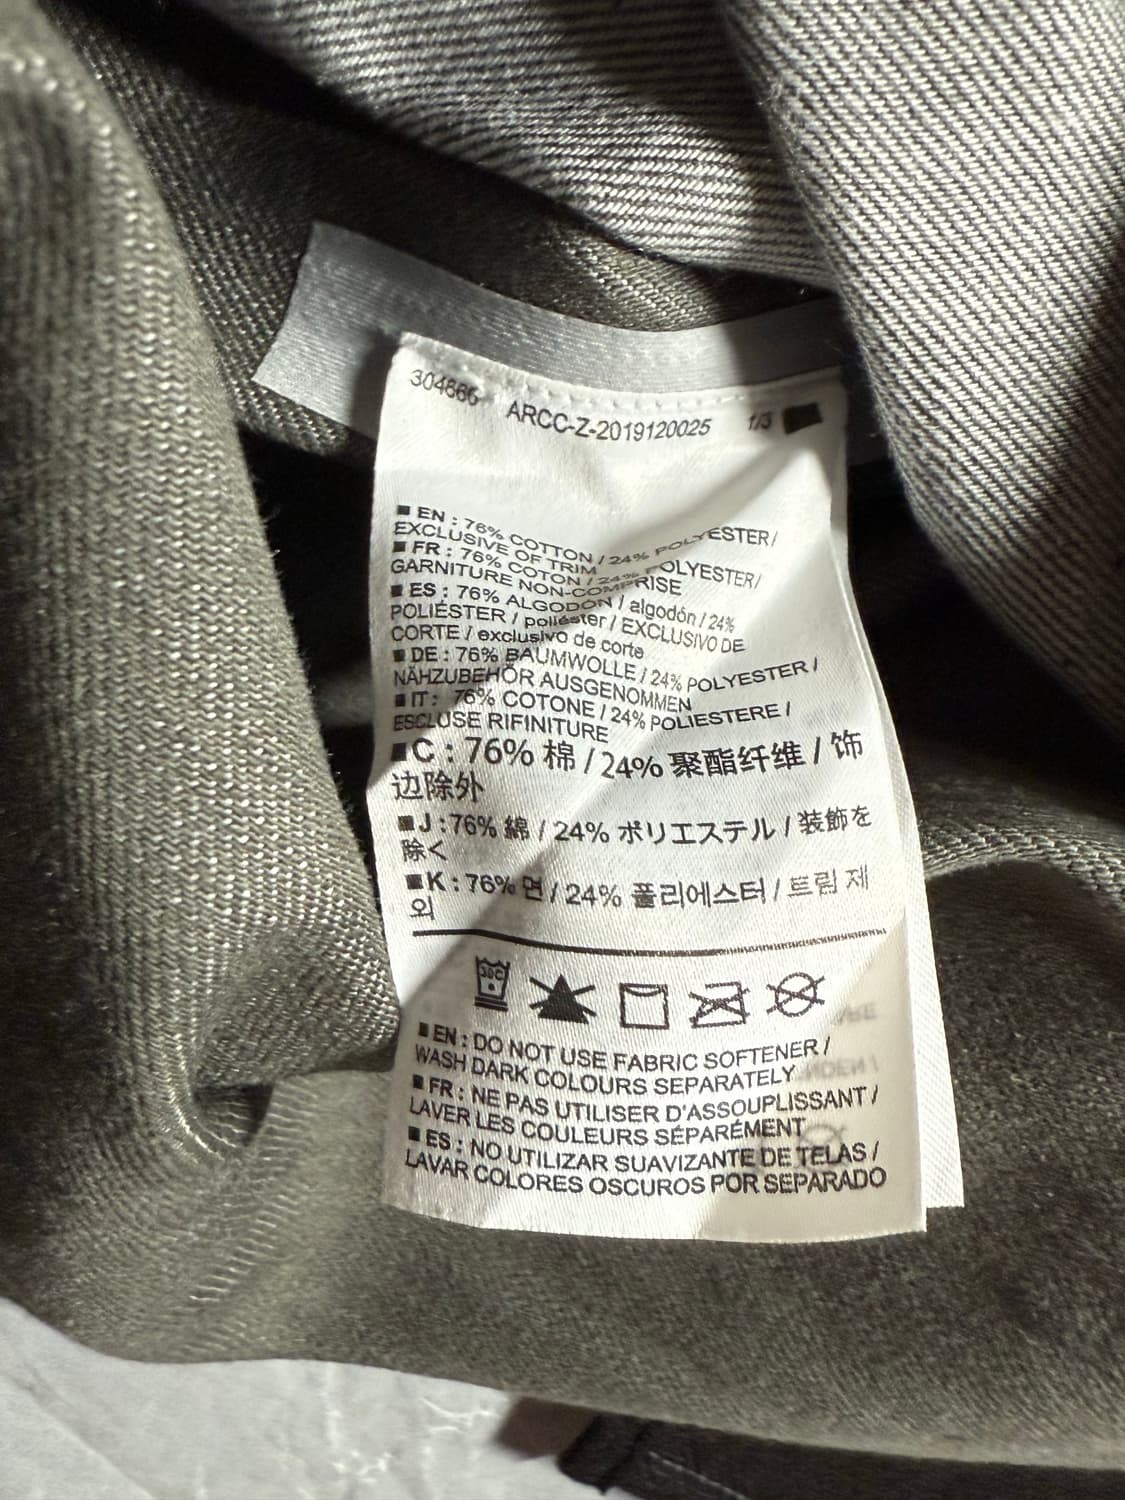 304866 ARCC-Z-2019120025 1/3
■ EN : 76% COTTON / 24% POLYESTER /
EXCLUSIVE OF TRIM
■ FR : 76% COTON / 24% POLYESTER/
GARNITURE NON-COMPRISE
■ ES : 76% ALGODÓN / algodón / 24%
POLIÉSTER / poliéster / EXCLUSIVO DE
CORTE / exclusivo de corte
■ DE : 76% BAUMWOLLE / 24% POLYESTER /
NÄHZUBEHÖR AUSGENOMMEN
■ IT : 76% COTONE / 24% POLIESTERE /
ESCLUSE RIFINITURE
■ C : 76% 棉 / 24% 聚酯纤维 / 饰
边除外
■ J : 76% 綿 / 24% ポリエステル / 装飾を
除く
■ K : 76% 면 / 24% 폴리에스터 / 트림 제
외
30C
■ EN : DO NOT USE FABRIC SOFTENER /
WASH DARK COLOURS SEPARATELY
■ FR : NE PAS UTILISER D'ASSOUPLISSANT /
LAVER LES COULEURS SÉPARÉMENT
■ ES : NO UTILIZAR SUAVIZANTE DE TELAS /
LAVAR COLORES OSCUROS POR SEPARADO